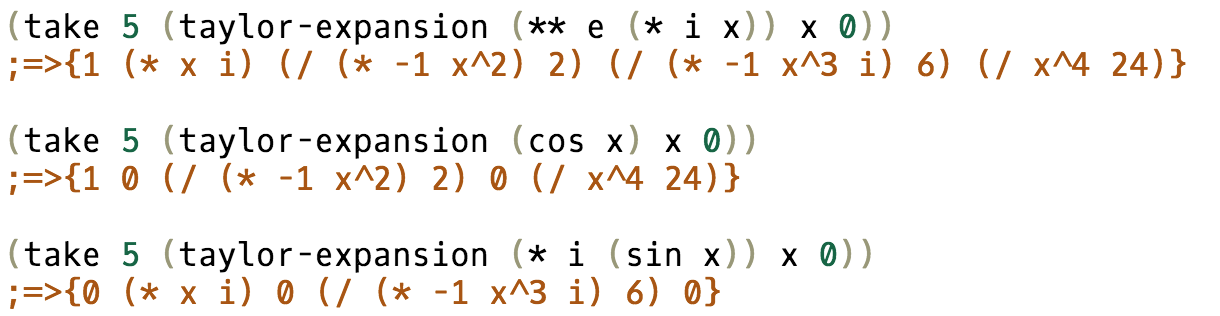 (take 5 (taylor-expansion (** e (* i x)) x 0))
;=>{1 (* x i) (/ (* -1 x^2) 2) (/ (* -1 x^3 i) 6) (/ x^4 24)}
(take 5 (taylor-expansion (cos x) x 0))
;=>{1 0 (/ (* -1 x^2) 2) 0 (/ x^4 24)}
(take 5 (taylor-expansion (* i (sin x)) x 0))
;=>{0 (* x i) 0 (/ (* -1 x^3 i) 6) 0}